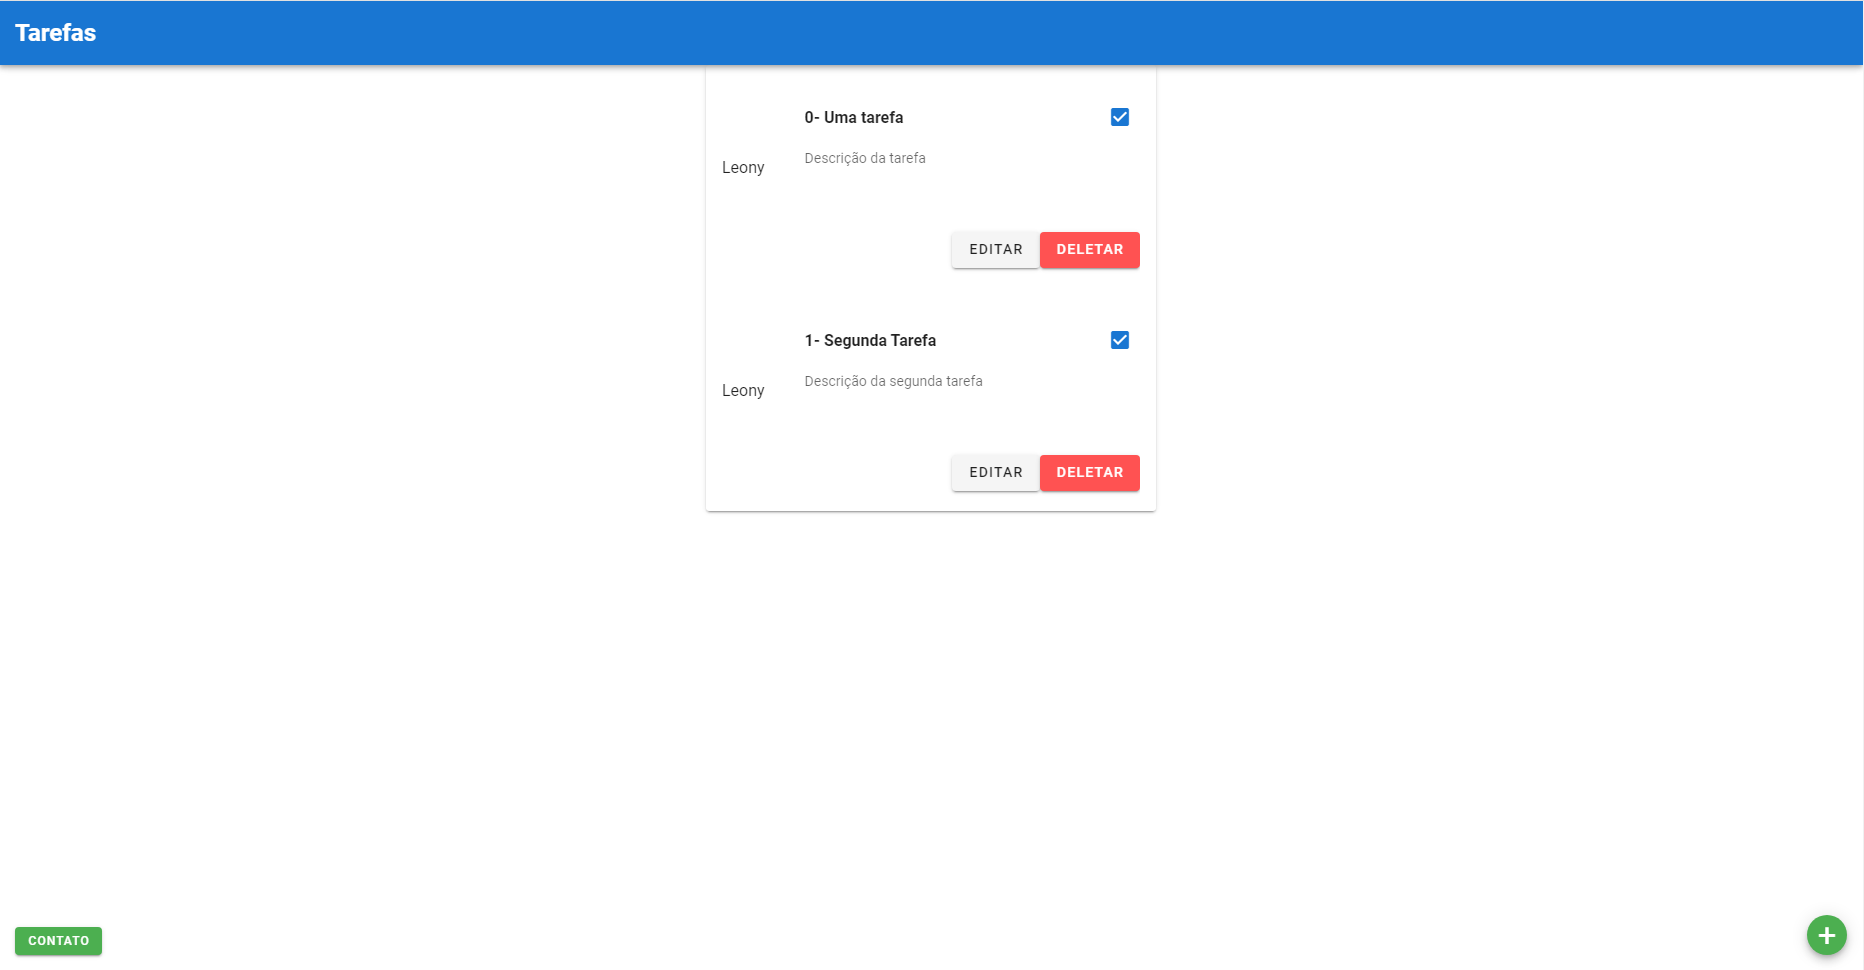 Tarefas
0- Uma tarefa
Descrição da tarefa
Leony
EDITAR DELETAR
1- Segunda Tarefa
Descrição da segunda tarefa
Leony
EDITAR DELETAR
CONTATO
+